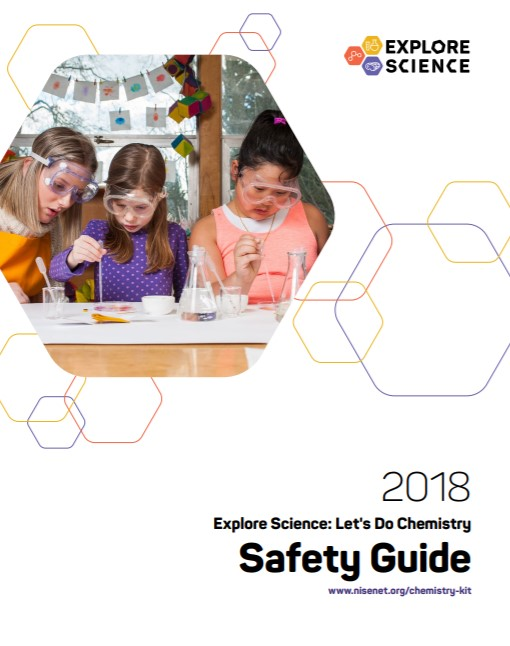 EXPLORE
SCIENCE
2018
Explore Science: Let's Do Chemistry
Safety Guide
www.nisenet.org/chemistry-kit